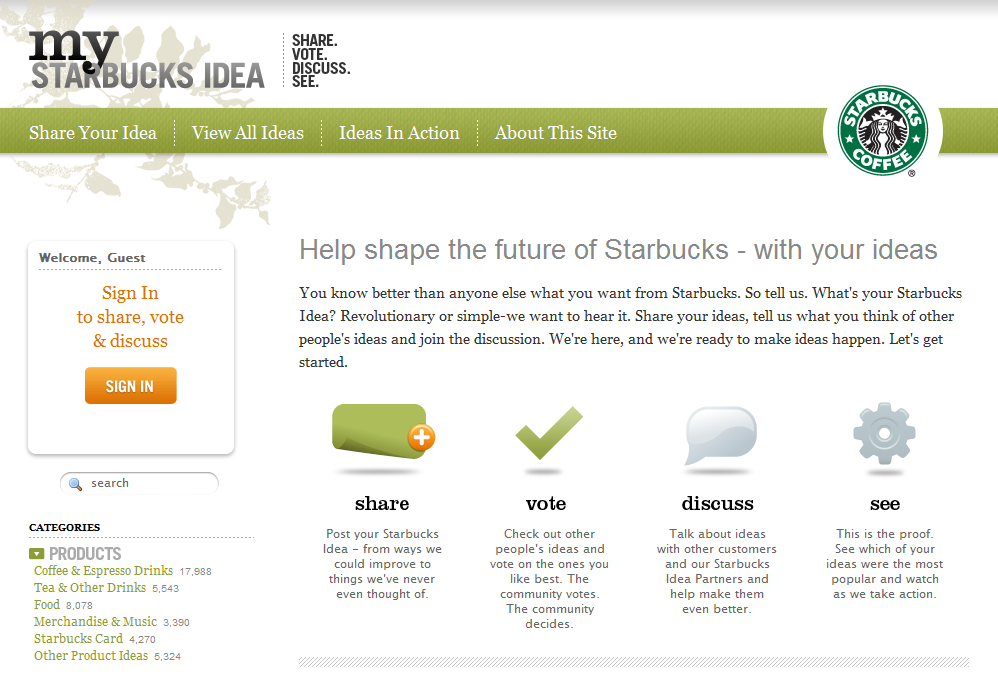 my
STARBUCKS IDEA
SHARE.
VOTE.
DISCUSS.
SEE.
Share Your Idea
View All Ideas
Ideas In Action
About This Site
STARBUCKS
COFFEE
®
Welcome, Guest
Sign In
to share, vote
& discuss
SIGN IN
search
CATEGORIES
PRODUCTS
Coffee & Espresso Drinks 17,988
Tea & Other Drinks 5,543
Food 8,078
Merchandise & Music 3,390
Starbucks Card 4,270
Other Product Ideas 5,324
Help shape the future of Starbucks - with your ideas
You know better than anyone else what you want from Starbucks. So tell us. What's your Starbucks
Idea? Revolutionary or simple-we want to hear it. Share your ideas, tell us what you think of other
people's ideas and join the discussion. We're here, and we're ready to make ideas happen. Let's get
started.
share
Post your Starbucks
Idea – from ways we
could improve to
things we've never
even thought of.
vote
Check out other
people's ideas and
vote on the ones you
like best. The
community votes.
The community
decides.
discuss
Talk about ideas
with other customers
and our Starbucks
Idea Partners and
help make them
even better.
see
This is the proof.
See which of your
ideas were the most
popular and watch
as we take action.